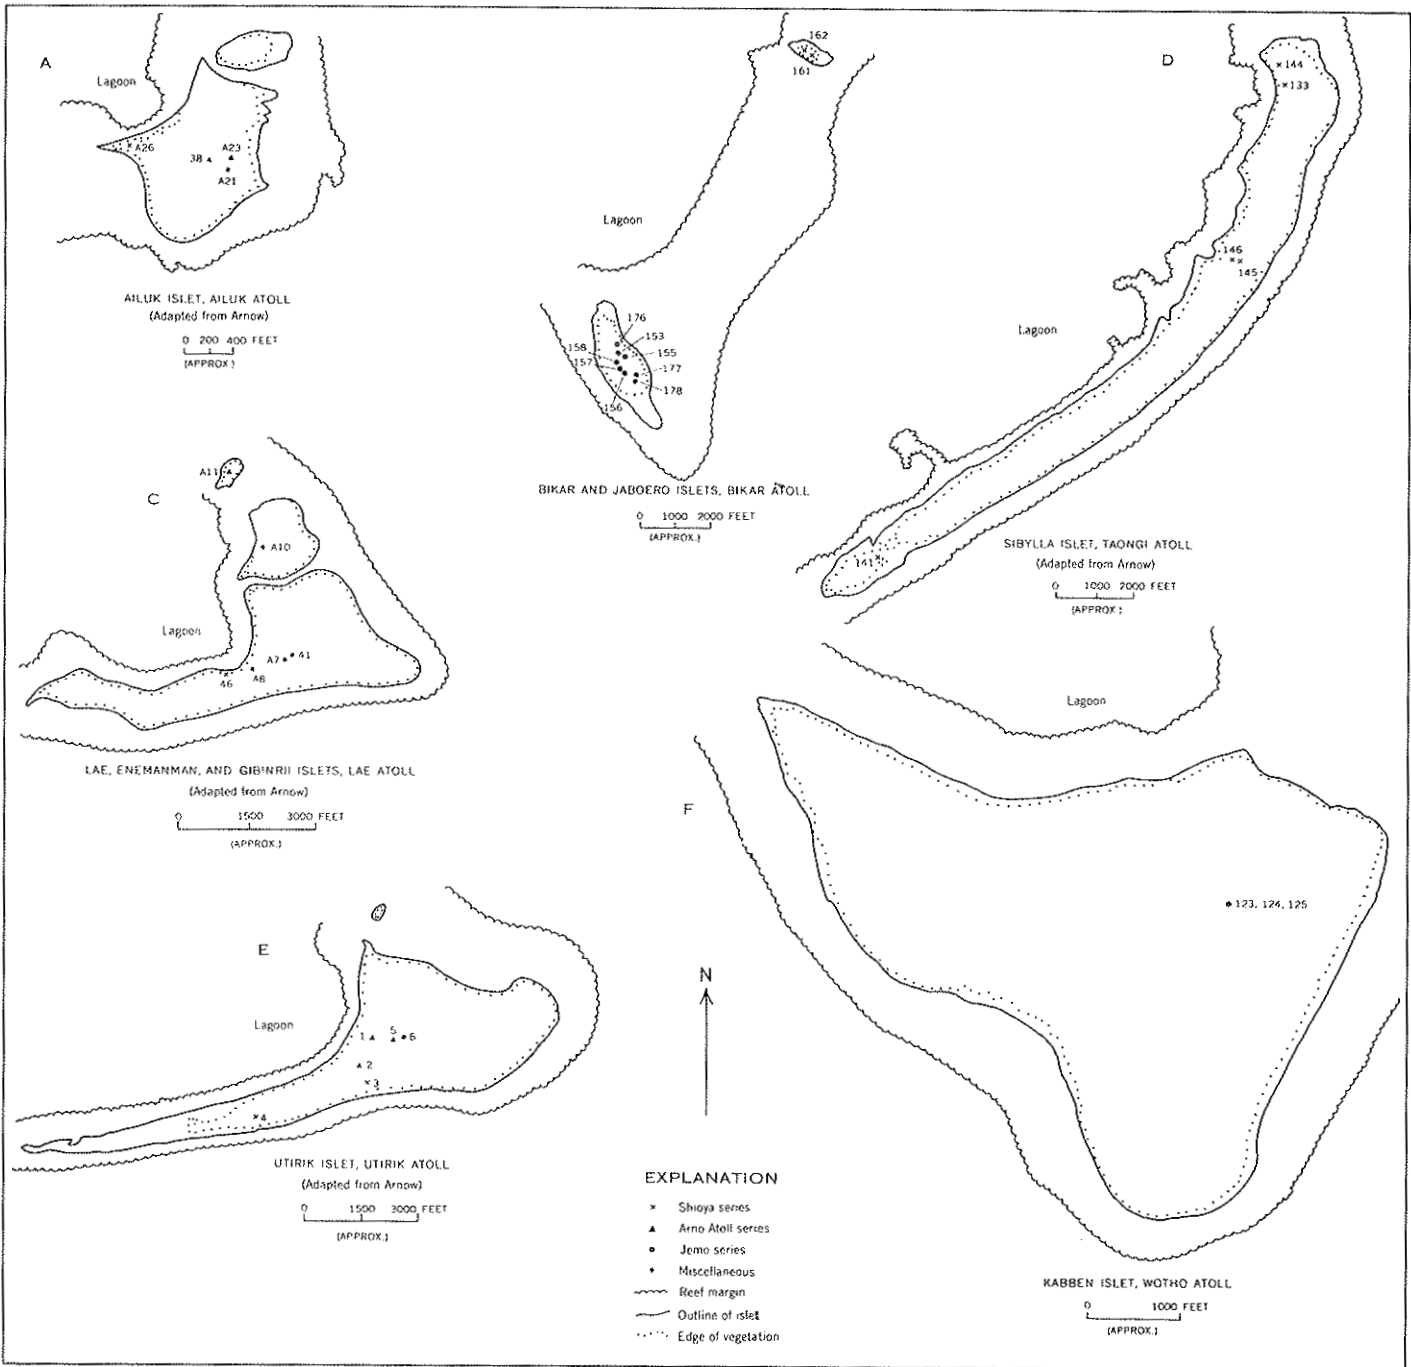 A
Lagoon
A26
38
A23
A21
AILUK ISLET, AILUK ATOLL
(Adapted from Arnow)
0 200 400 FEET
(APPROX.)
162
161
Lagoon
176
153
158
155
157
177
178
156
BIKAR AND JABOERO ISLETS, BIKAR ATOLL
0 1000 2000 FEET
(APPROX.)
D
144
133
146
145
Lagoon
141
SIBYLLA ISLET, TAONGI ATOLL
(Adapted from Arnow)
0 1000 2000 FEET
(APPROX.)
C
A11
A10
Lagoon
A7
41
46
A8
LAE, ENEMANMAN, AND GIBINRII ISLETS, LAE ATOLL
(Adapted from Arnow)
0 1500 3000 FEET
(APPROX.)
E
Lagoon
1
5
6
2
3
4
UTIRIK ISLET, UTIRIK ATOLL
(Adapted from Arnow)
0 1500 3000 FEET
(APPROX.)
N
EXPLANATION
Shioya series
Arno Atoll series
Jemo series
Miscellaneous
Reef margin
Outline of islet
Edge of vegetation
F
Lagoon
123, 124, 125
KABBEN ISLET, WOTHO ATOLL
0 1000 FEET
(APPROX.)